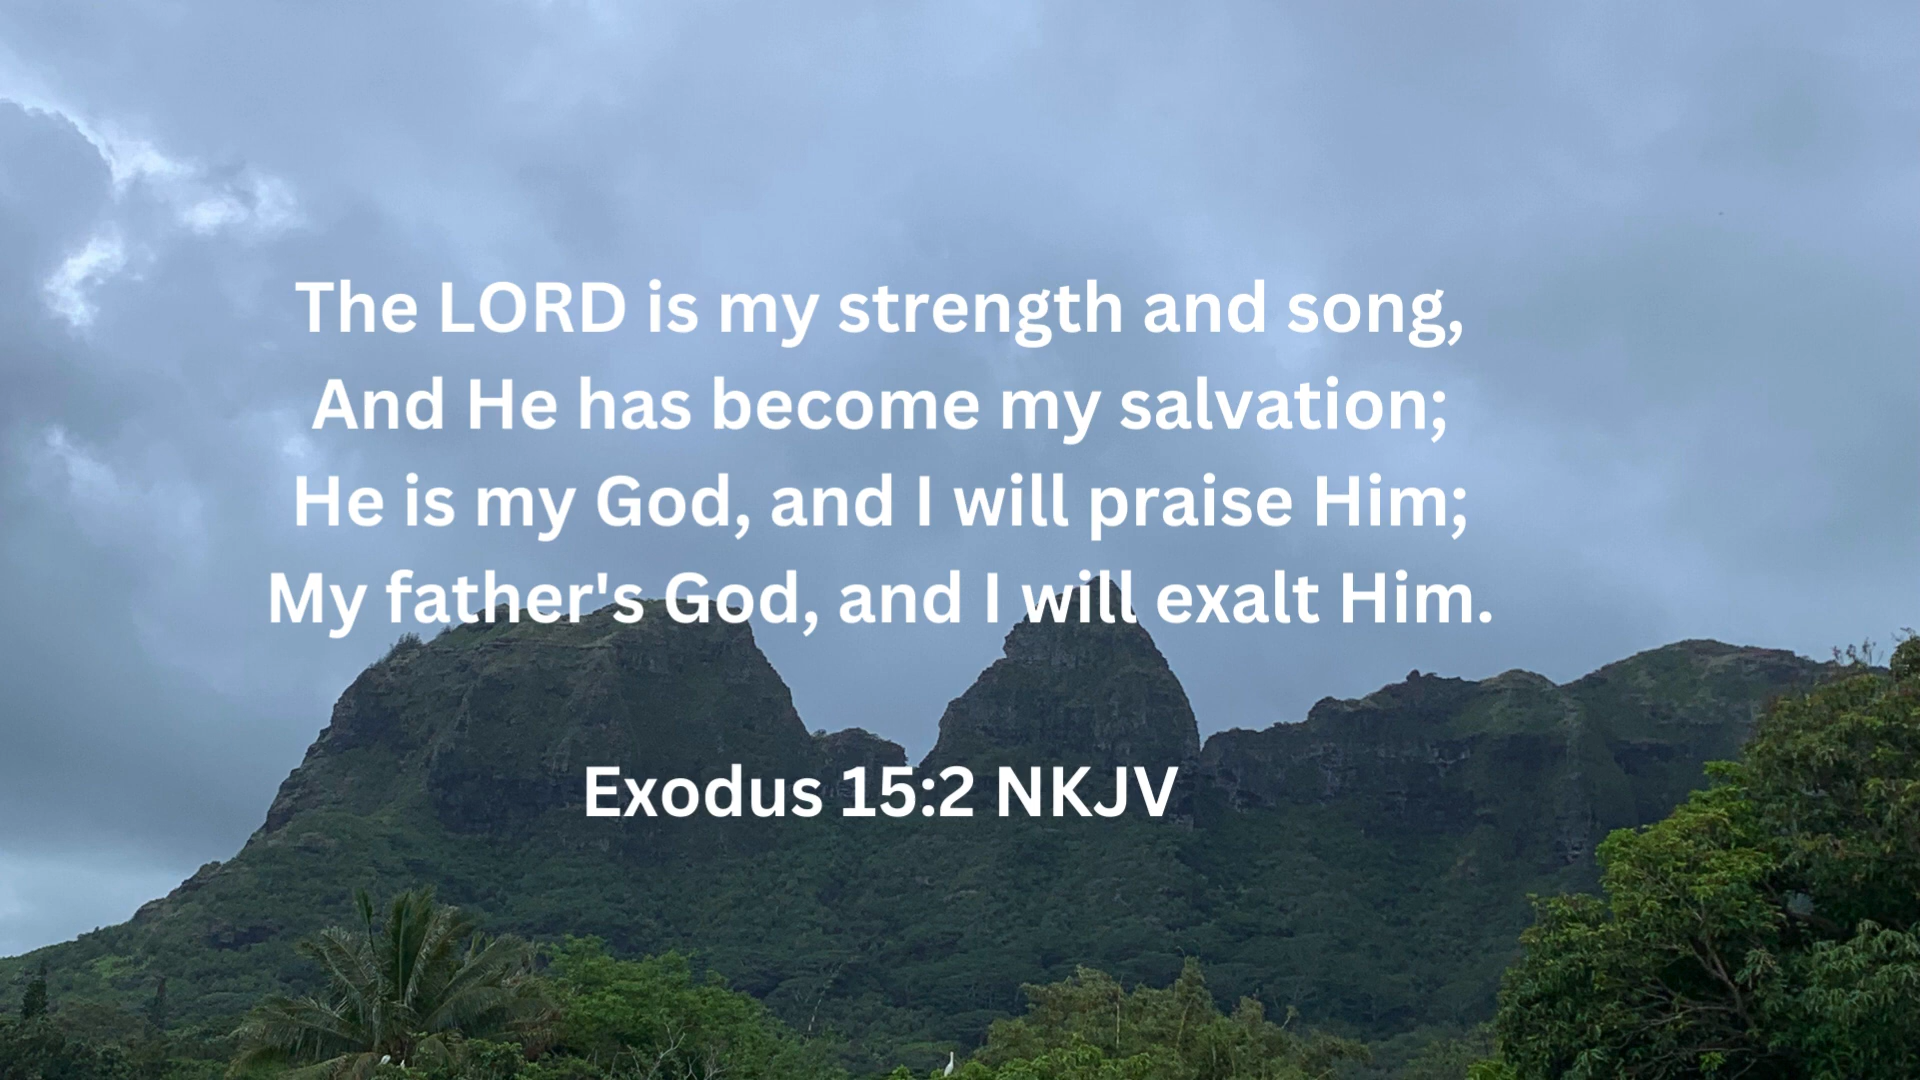 The LORD is my strength and song,
And He has become my salvation;
He is my God, and I will praise Him;
My father's God, and I will exalt Him.
Exodus 15:2 NKJV